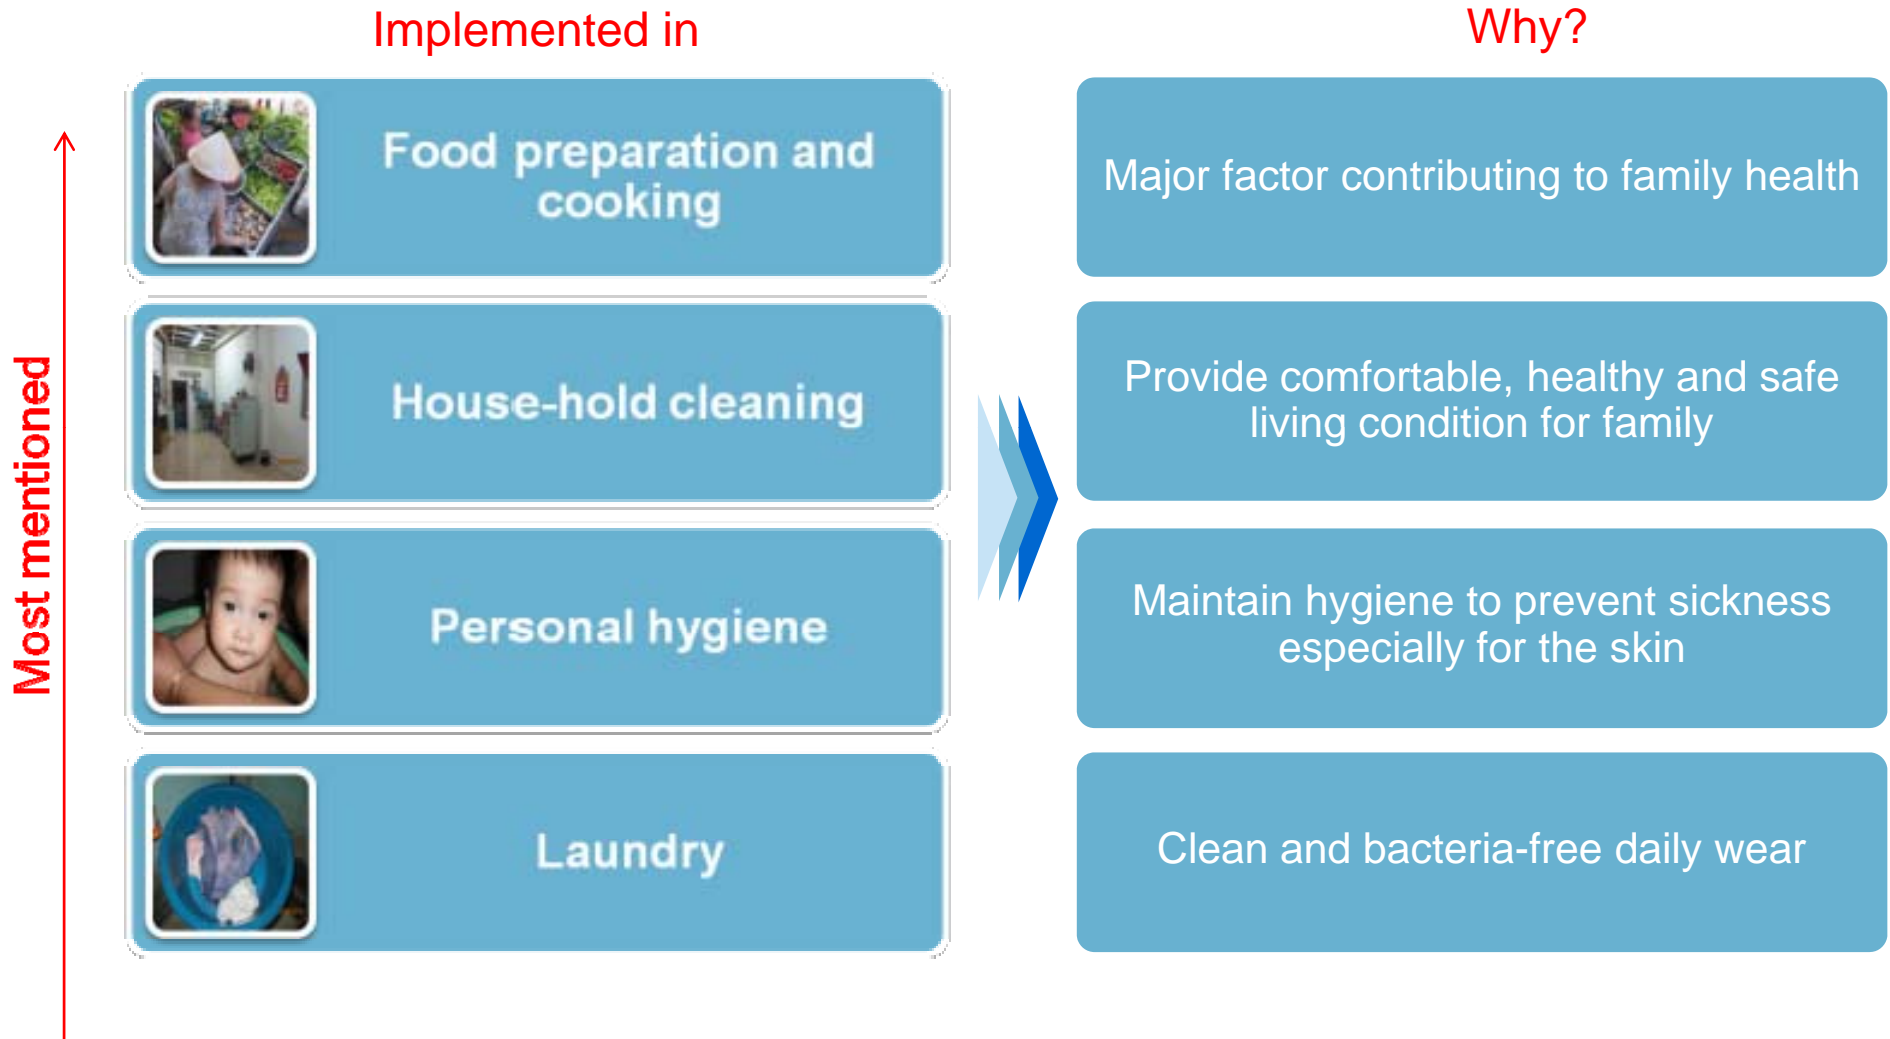 Implemented in
Why?
Most mentioned
Food preparation and
cooking
Major factor contributing to family health
House-hold cleaning
Provide comfortable, healthy and safe
living condition for family
Personal hygiene
Maintain hygiene to prevent sickness
especially for the skin
Laundry
Clean and bacteria-free daily wear